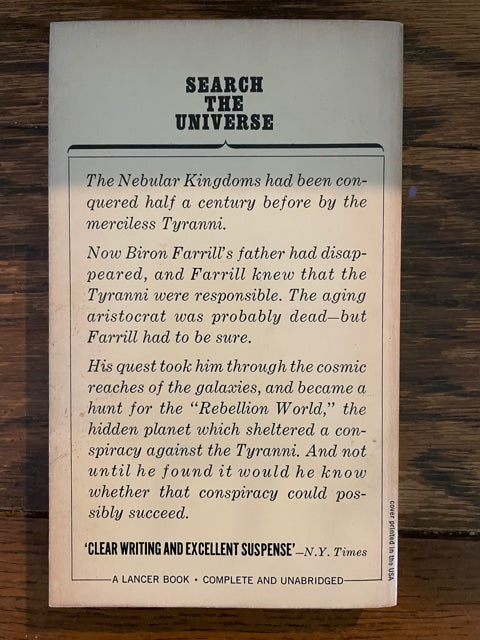 SEARCH
THE
UNIVERSE
The Nebular Kingdoms had been con-
quered half a century before by the
merciless Tyranni.
Now Biron Farrill's father had disap-
peared, and Farrill knew that the
Tyranni were responsible. The aging
aristocrat was probably dead—but
Farrill had to be sure.
His quest took him through the cosmic
reaches of the galaxies, and became a
hunt for the "Rebellion World," the
hidden planet which sheltered a con-
spiracy against the Tyranni. And not
until he found it would he know
whether that conspiracy could pos-
sibly succeed.
'CLEAR WRITING AND EXCELLENT SUSPENSE'—N.Y. Times
A LANCER BOOK • COMPLETE AND UNABRIDGED
cover printed in the USA